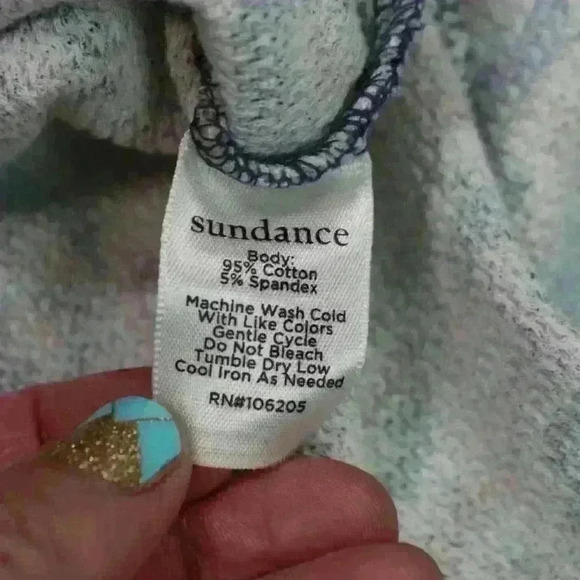 sundance
Body:
95% Cotton
5% Spandex
Machine Wash Cold
With Like Colors
Gentle Cycle
Do Not Bleach
Tumble Dry Low
Cool Iron As Needed
RN#106205